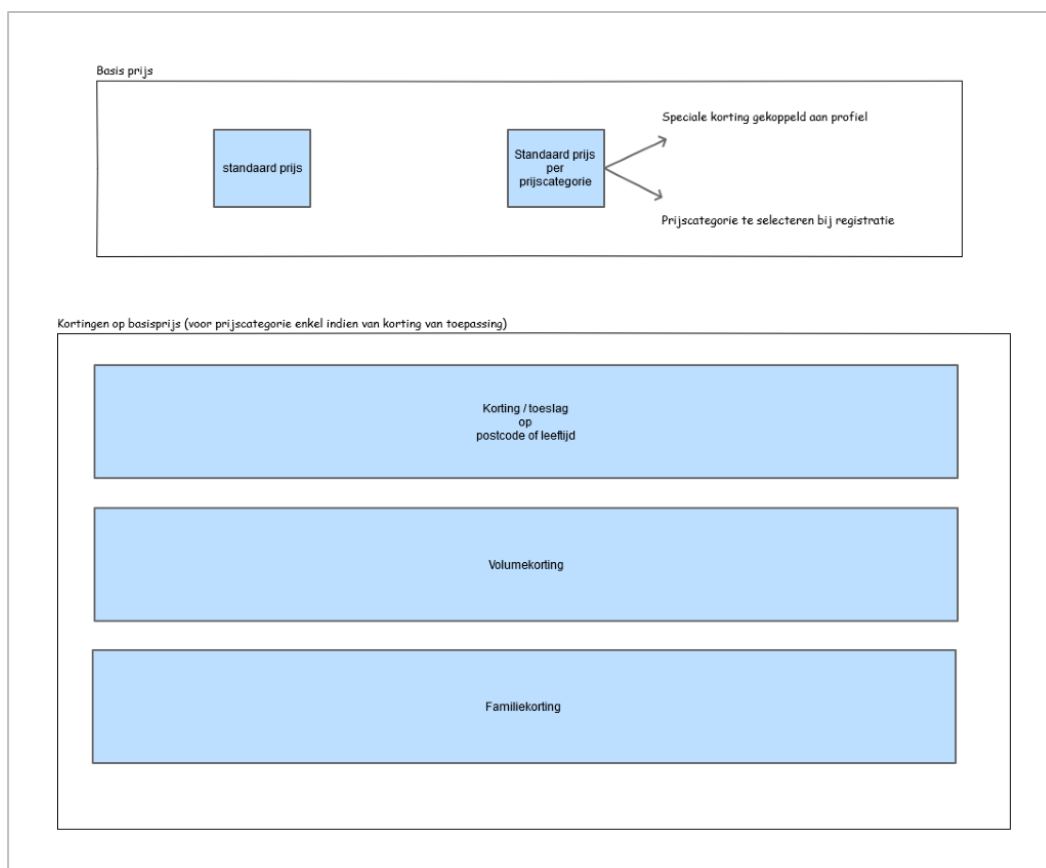 Basis prijs
standaard prijs
Standaard prijs
per
prijscategorie
Speciale korting gekoppeld aan profiel
Prijscategorie te selecteren bij registratie
Kortingen op basisprijs (voor prijscategorie enkel indien van korting van toepassing)
Korting / toeslag
op
postcode of leeftijd
Volumekorting
Familiekorting